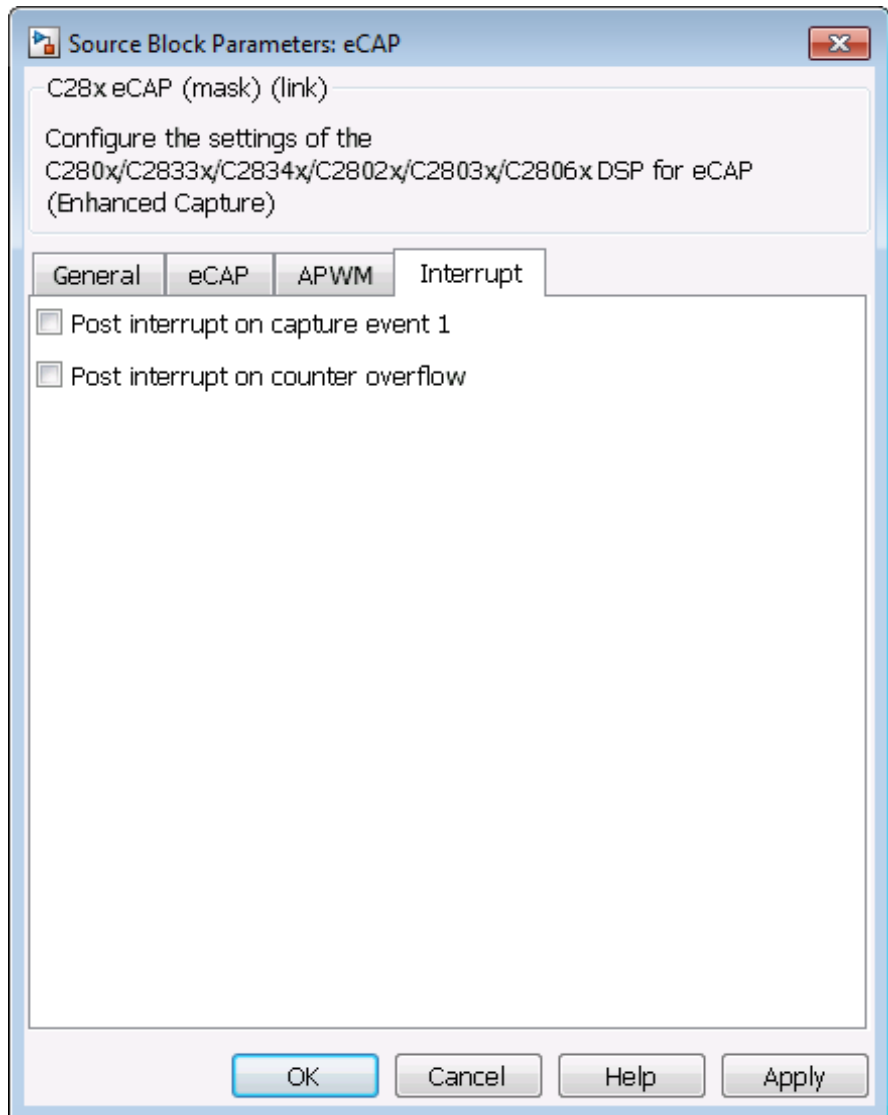 Source Block Parameters: eCAP
C28x eCAP (mask) (link)
Configure the settings of the
C280x/C2833x/C2834x/C2802x/C2803x/C2806x DSP for eCAP
(Enhanced Capture)
General eCAP APWM Interrupt
Post interrupt on capture event 1
Post interrupt on counter overflow
OK Cancel Help Apply